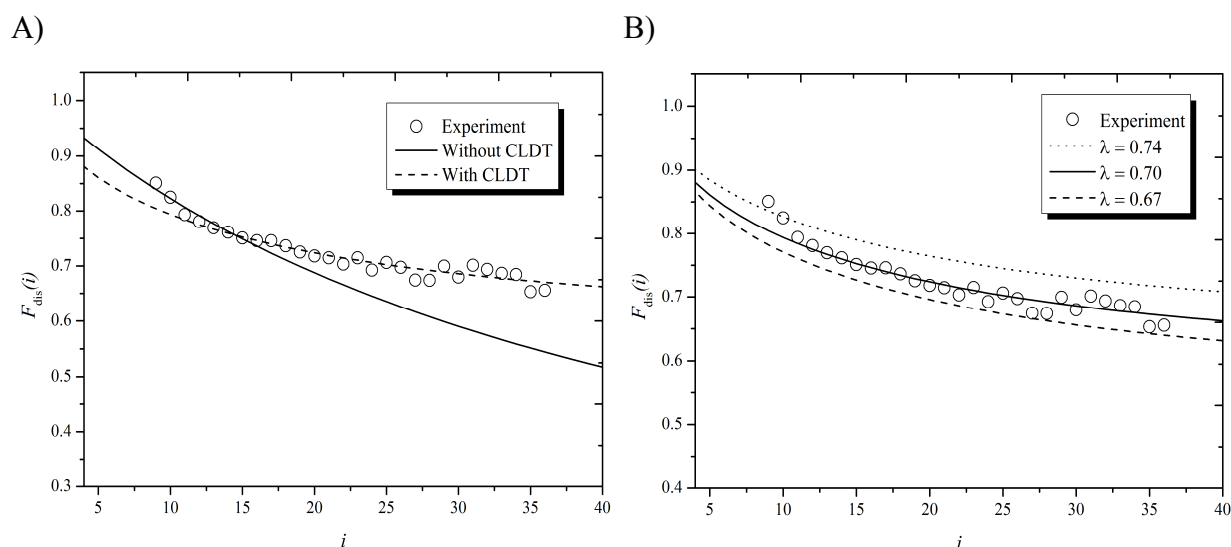 A)
1.0
0.9
0.8
0.7
0.6
0.5
0.4
0.3
F_dis(i)
Experiment
Without CLDT
With CLDT
5 10 15 20 25 30 35 40
i
B)
1.0
0.9
0.8
0.7
0.6
0.5
0.4
F_dis(i)
Experiment
λ = 0.74
λ = 0.70
λ = 0.67
5 10 15 20 25 30 35 40
i